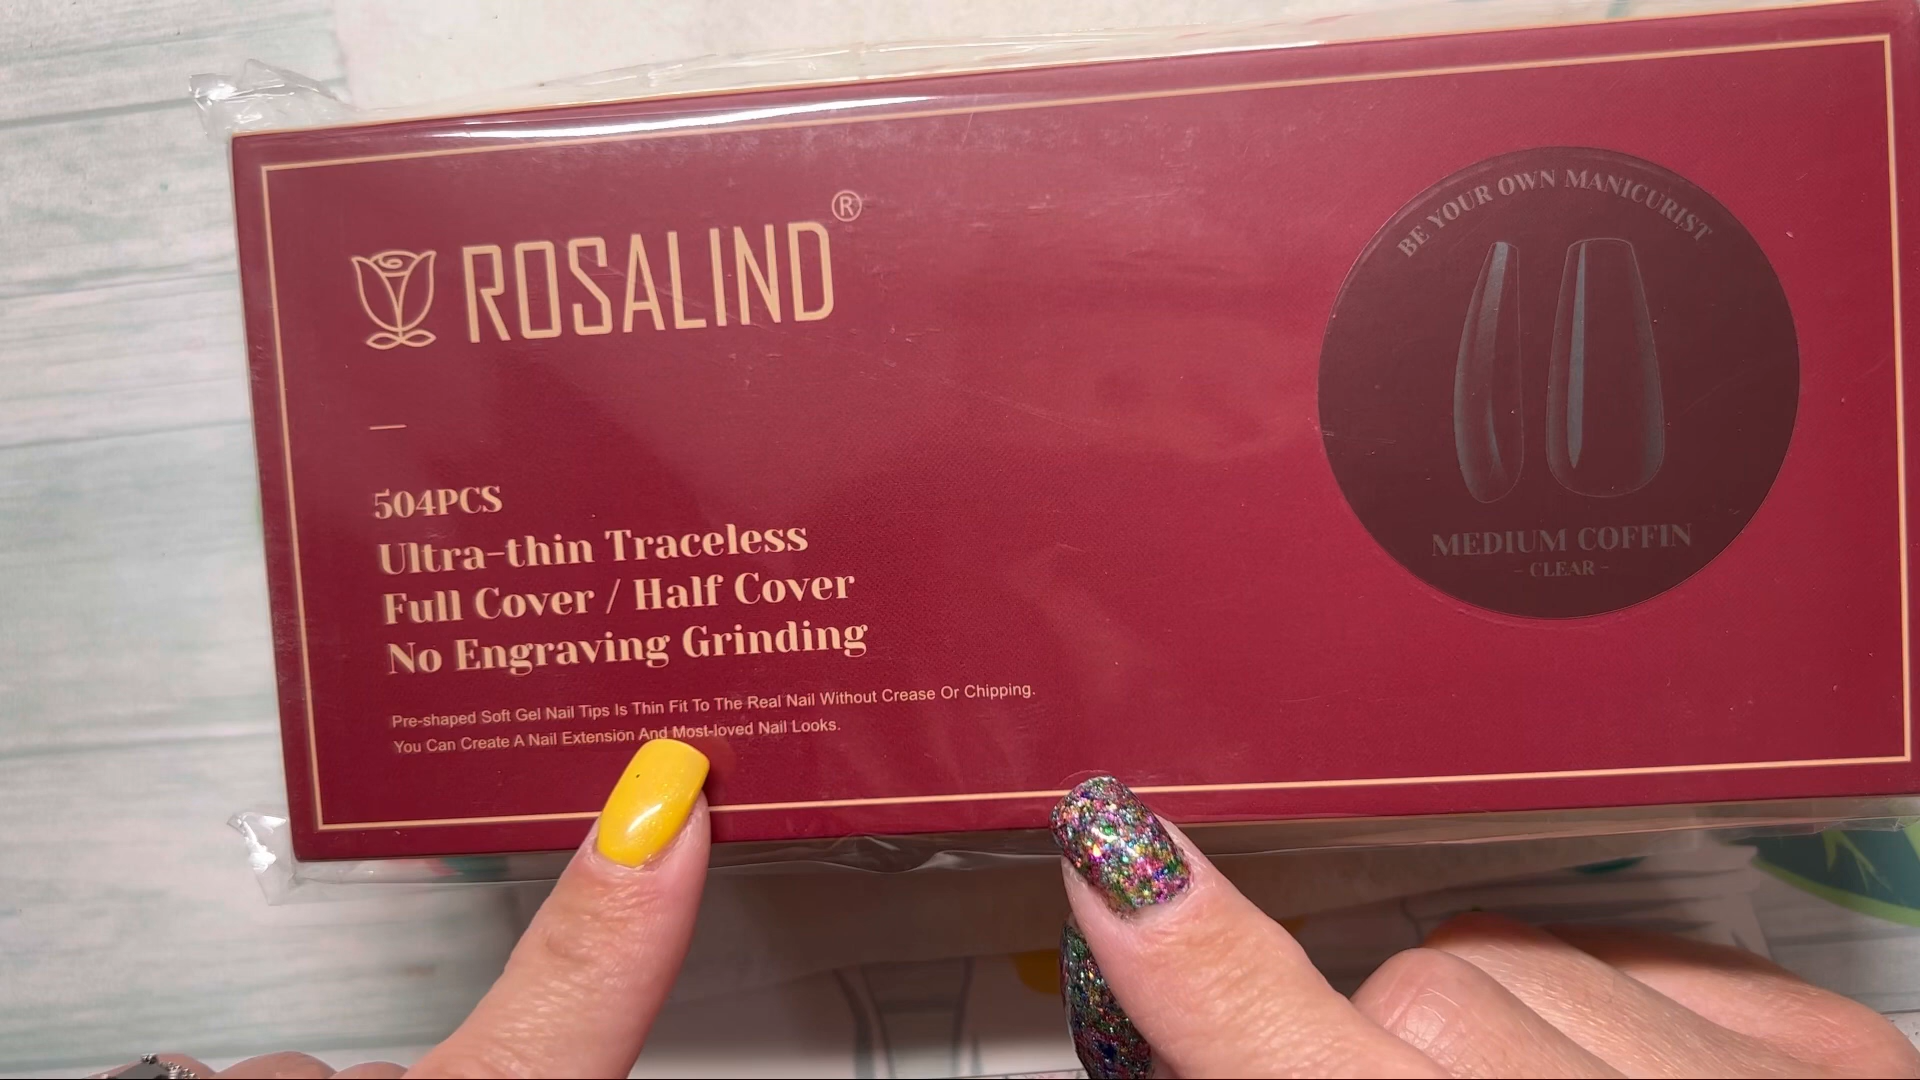 ROSALIND®
504PCS
Ultra-thin Traceless
Full Cover / Half Cover
No Engraving Grinding
Pre-shaped Soft Gel Nail Tips Is Thin Fit To The Real Nail Without Crease Or Chipping.
You Can Create A Nail Extension And Most-loved Nail Looks.
BE YOUR OWN MANICURIST
MEDIUM COFFIN
- CLEAR -